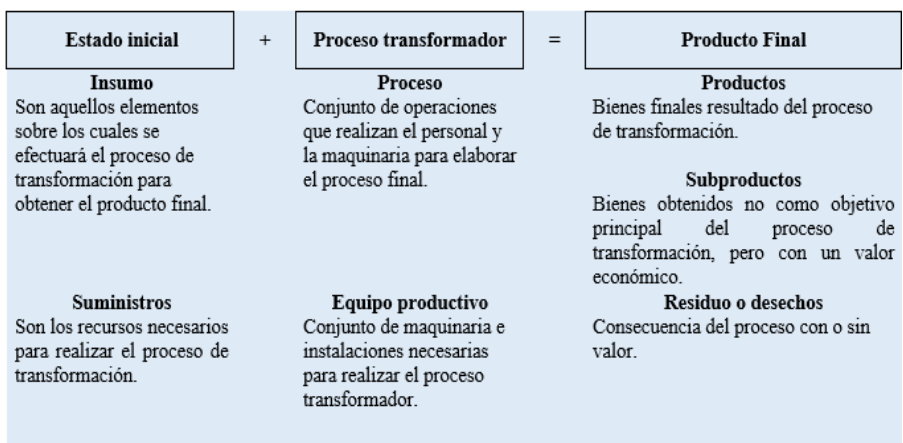 Estado inicial + Proceso transformador = Producto Final
Insumo
Son aquellos elementos
sobre los cuales se
efectuará el proceso de
transformación para
obtener el producto final.
Proceso
Conjunto de operaciones
que realizan el personal y
la maquinaria para elaborar
el proceso final.
Productos
Bienes finales resultado del proceso
de transformación.
Subproductos
Bienes obtenidos no como objetivo
principal del proceso de
transformación, pero con un valor
económico.
Suministros
Son los recursos necesarios
para realizar el proceso de
transformación.
Equipo productivo
Conjunto de maquinaria e
instalaciones necesarias
para realizar el proceso
transformador.
Residuo o desechos
Consecuencia del proceso con o sin
valor.